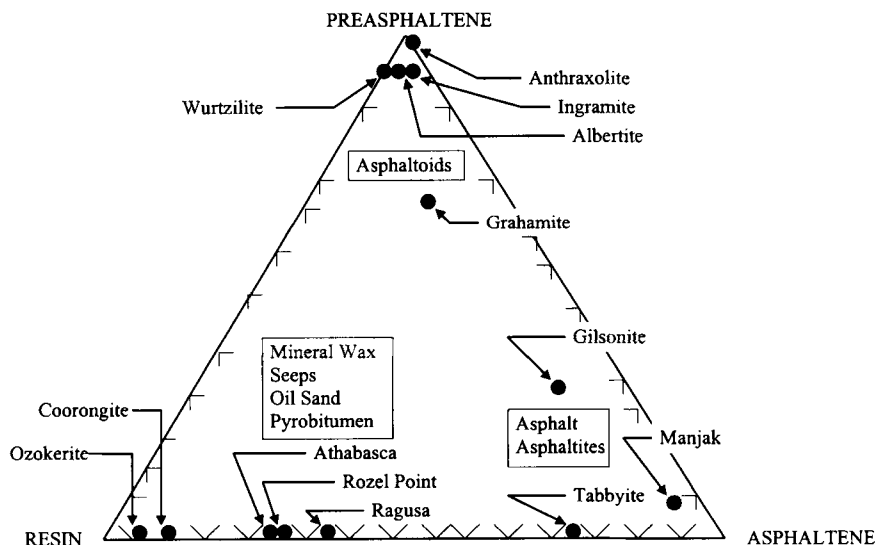 PREASPHALTENE
Anthraxolite
Wurtzilite
Ingramite
Albertite
Asphaltoids
Grahamite
Gilsonite
Mineral Wax
Seeps
Oil Sand
Pyrobitumen
Coorongite
Asphalt
Asphaltites
Manjak
Ozokerite
Athabasca
Rozel Point
Tabbyite
Ragusa
RESIN
ASPHALTENE